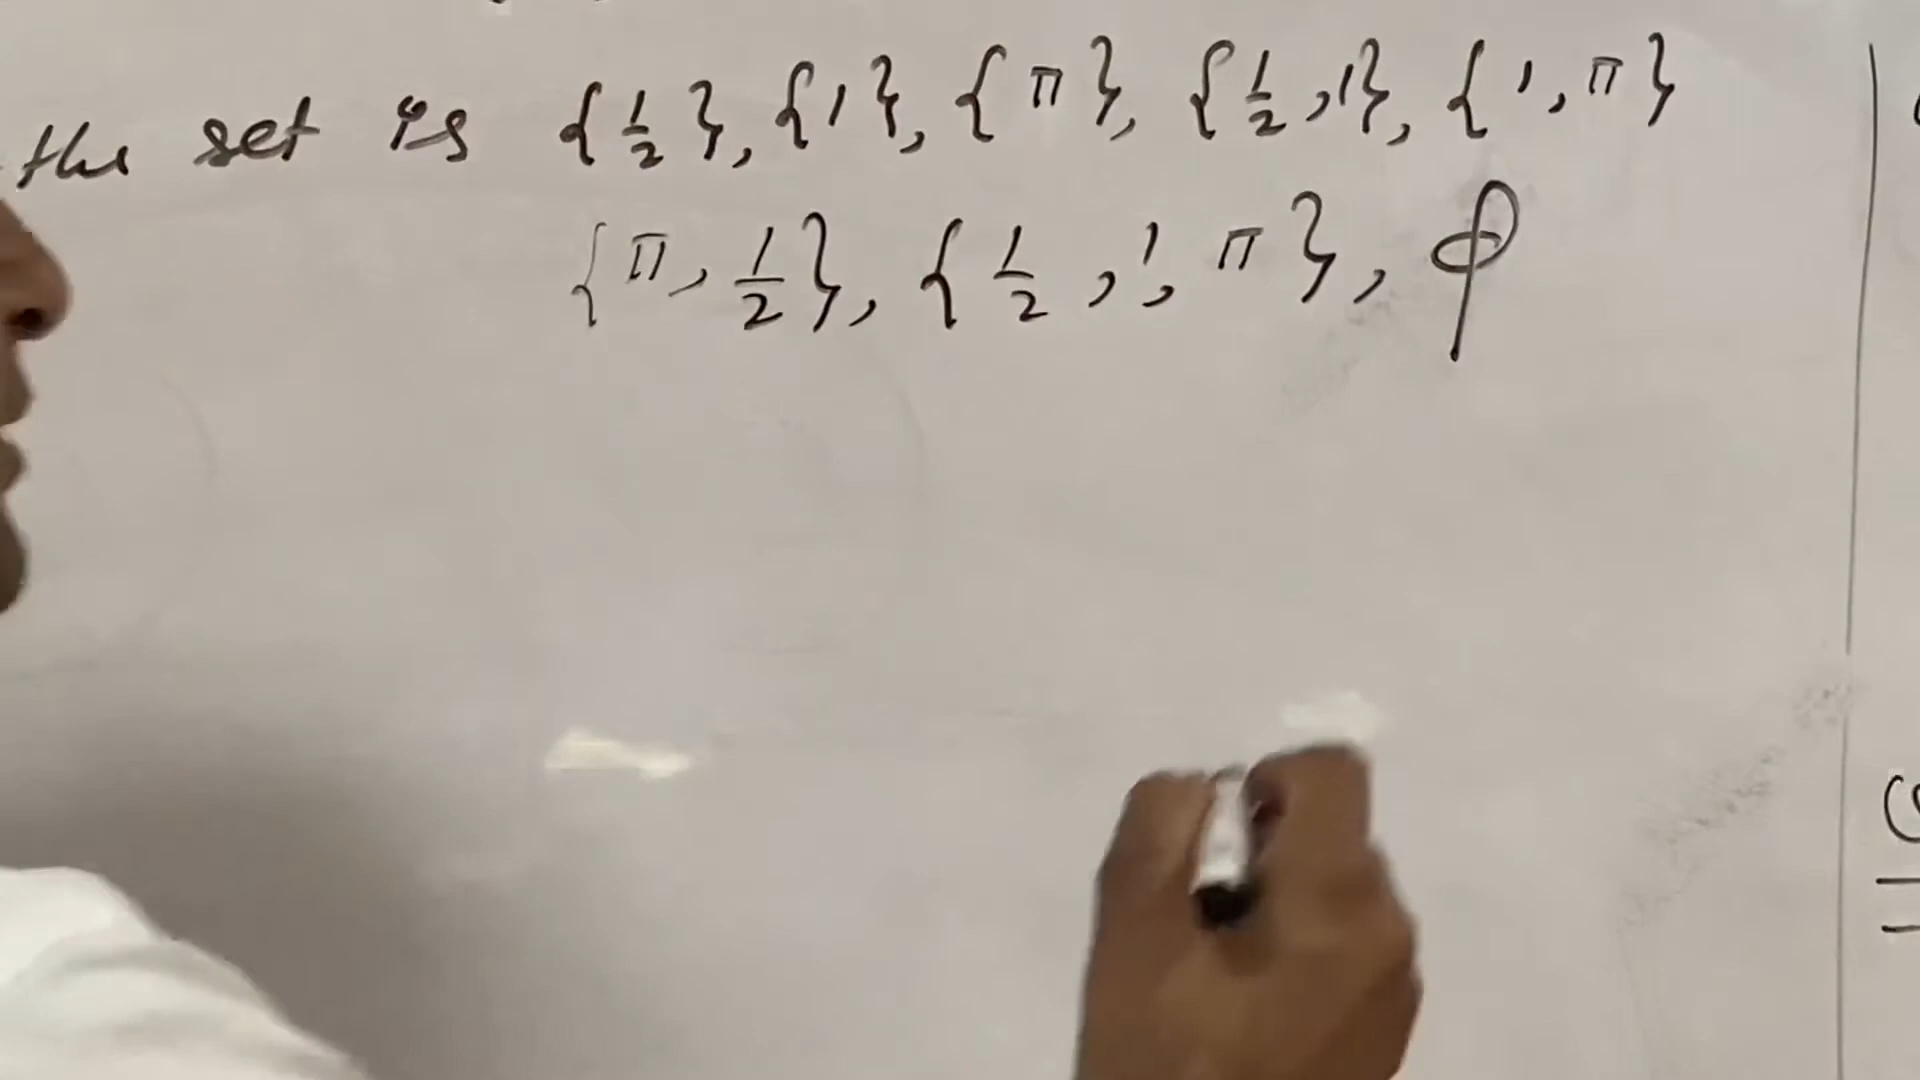 the set is {1/2}, {1}, {π}, {1/2, 1}, {1, π}
{π, 1/2}, {1/2, 1, π}, φ